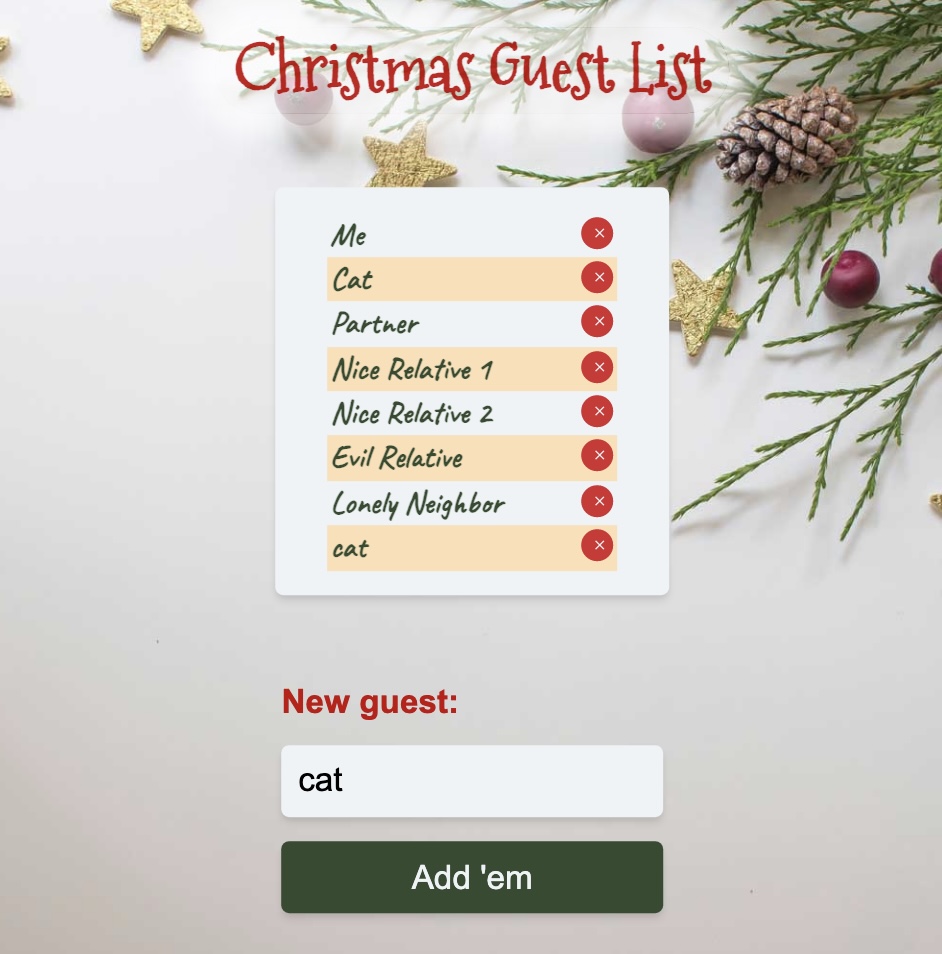 Christmas Guest List
Me ×
Cat ×
Partner ×
Nice Relative 1 ×
Nice Relative 2 ×
Evil Relative ×
Lonely Neighbor ×
cat ×
New guest:
cat
Add 'em